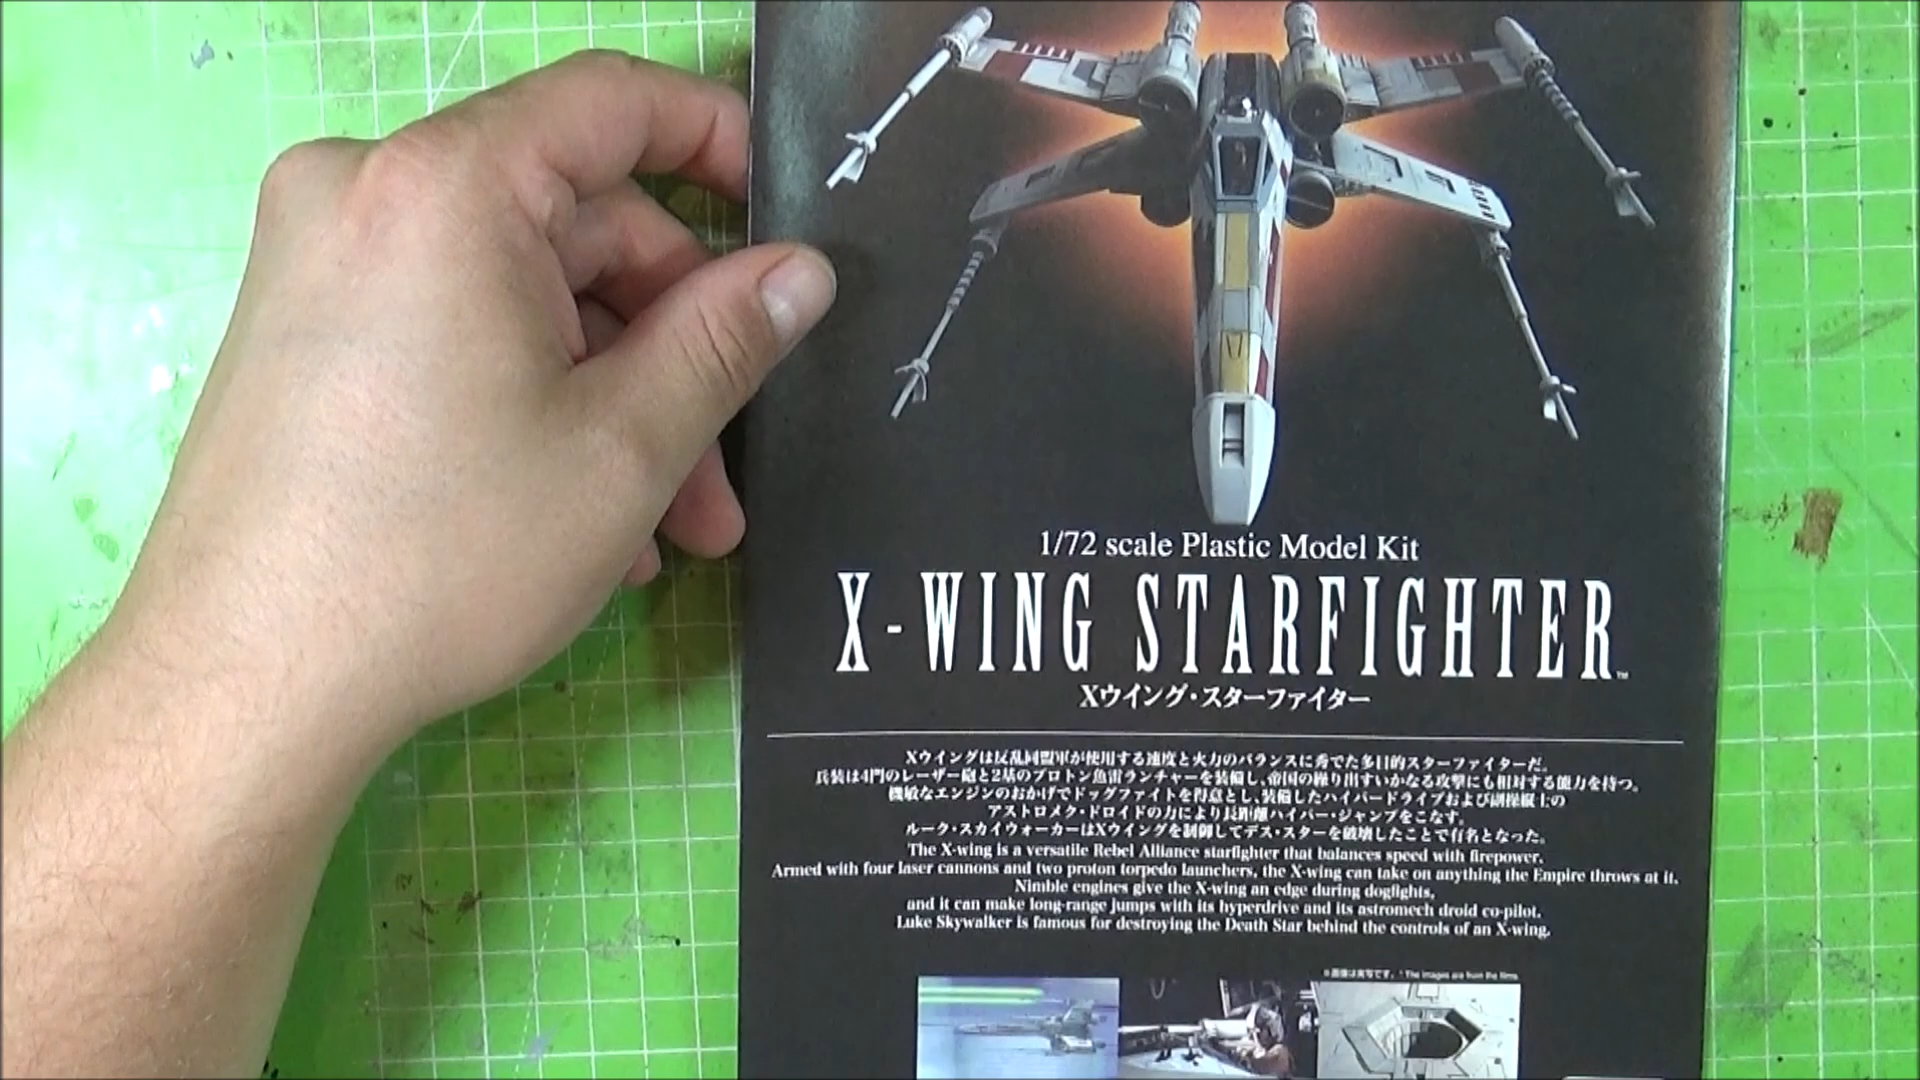 1/72 scale Plastic Model Kit
X-WING STARFIGHTER™
Xウイング・スターファイター
Xウイングは反乱同盟軍が使用する速度と火力のバランスに秀でた多目的スターファイターだ。
兵装は4門のレーザー砲と2基のプロトン魚雷ランチャーを装備し、帝国の繰り出すいかなる攻撃にも相対する能力を持つ。
機敏なエンジンのおかげでドッグファイトを得意とし、装備したハイパードライブおよび副操縦士の
アストロメク・ドロイドの力により長距離ハイパー・ジャンプをこなす。
ルーク・スカイウォーカーはXウイングを制御してデス・スターを破壊したことで有名となった。
The X-wing is a versatile Rebel Alliance starfighter that balances speed with firepower.
Armed with four laser cannons and two proton torpedo launchers, the X-wing can take on anything the Empire throws at it.
Nimble engines give the X-wing an edge during dogfights,
and it can make long-range jumps with its hyperdrive and its astromech droid co-pilot.
Luke Skywalker is famous for destroying the Death Star behind the controls of an X-wing.
※画像は実写です。* The images are from the films